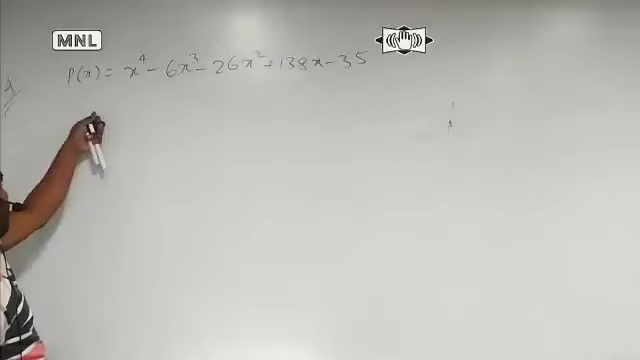 MNL
P(x) = x⁴ - 6x³ - 26x² + 138x - 35